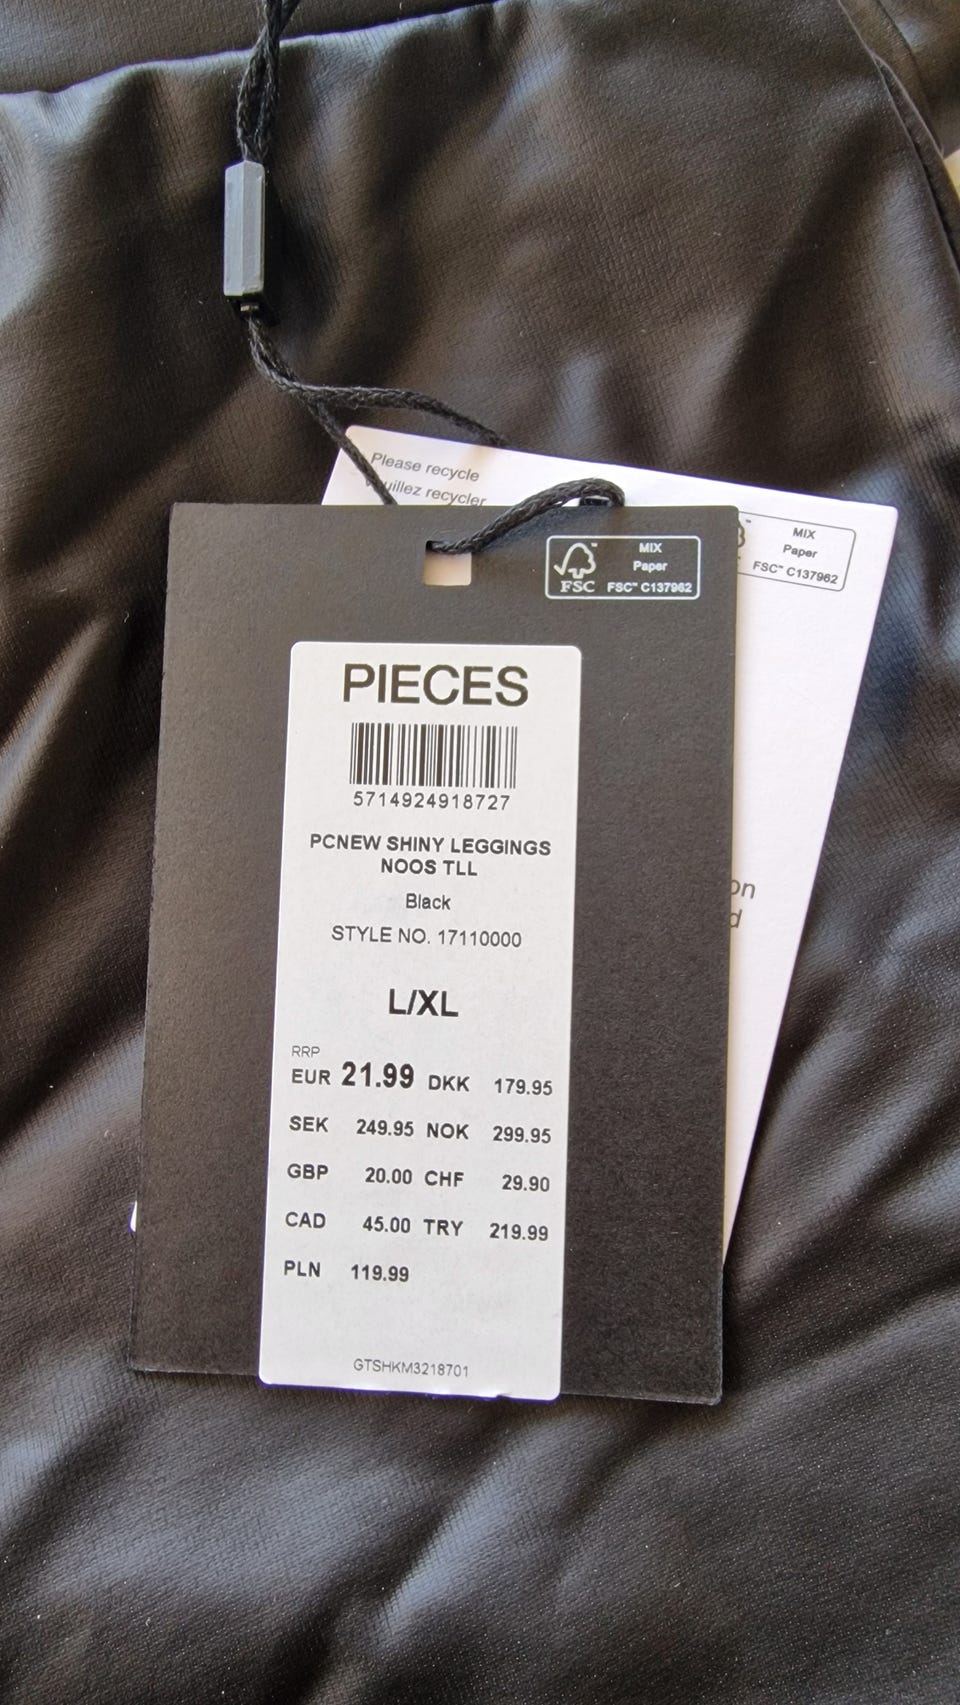 Please recycle
recycler
MIX
Paper
FSC™ C137962
FSC
MIX
Paper
FSC™ C137962
PIECES
5714924918727
PCNEW SHINY LEGGINGS
NOOS TLL
Black
STYLE NO. 17110000
L/XL
RRP
EUR 21.99 DKK 179.95
SEK 249.95 NOK 299.95
GBP 20.00 CHF 29.90
CAD 45.00 TRY 219.99
PLN 119.99
GTSHKM3218701